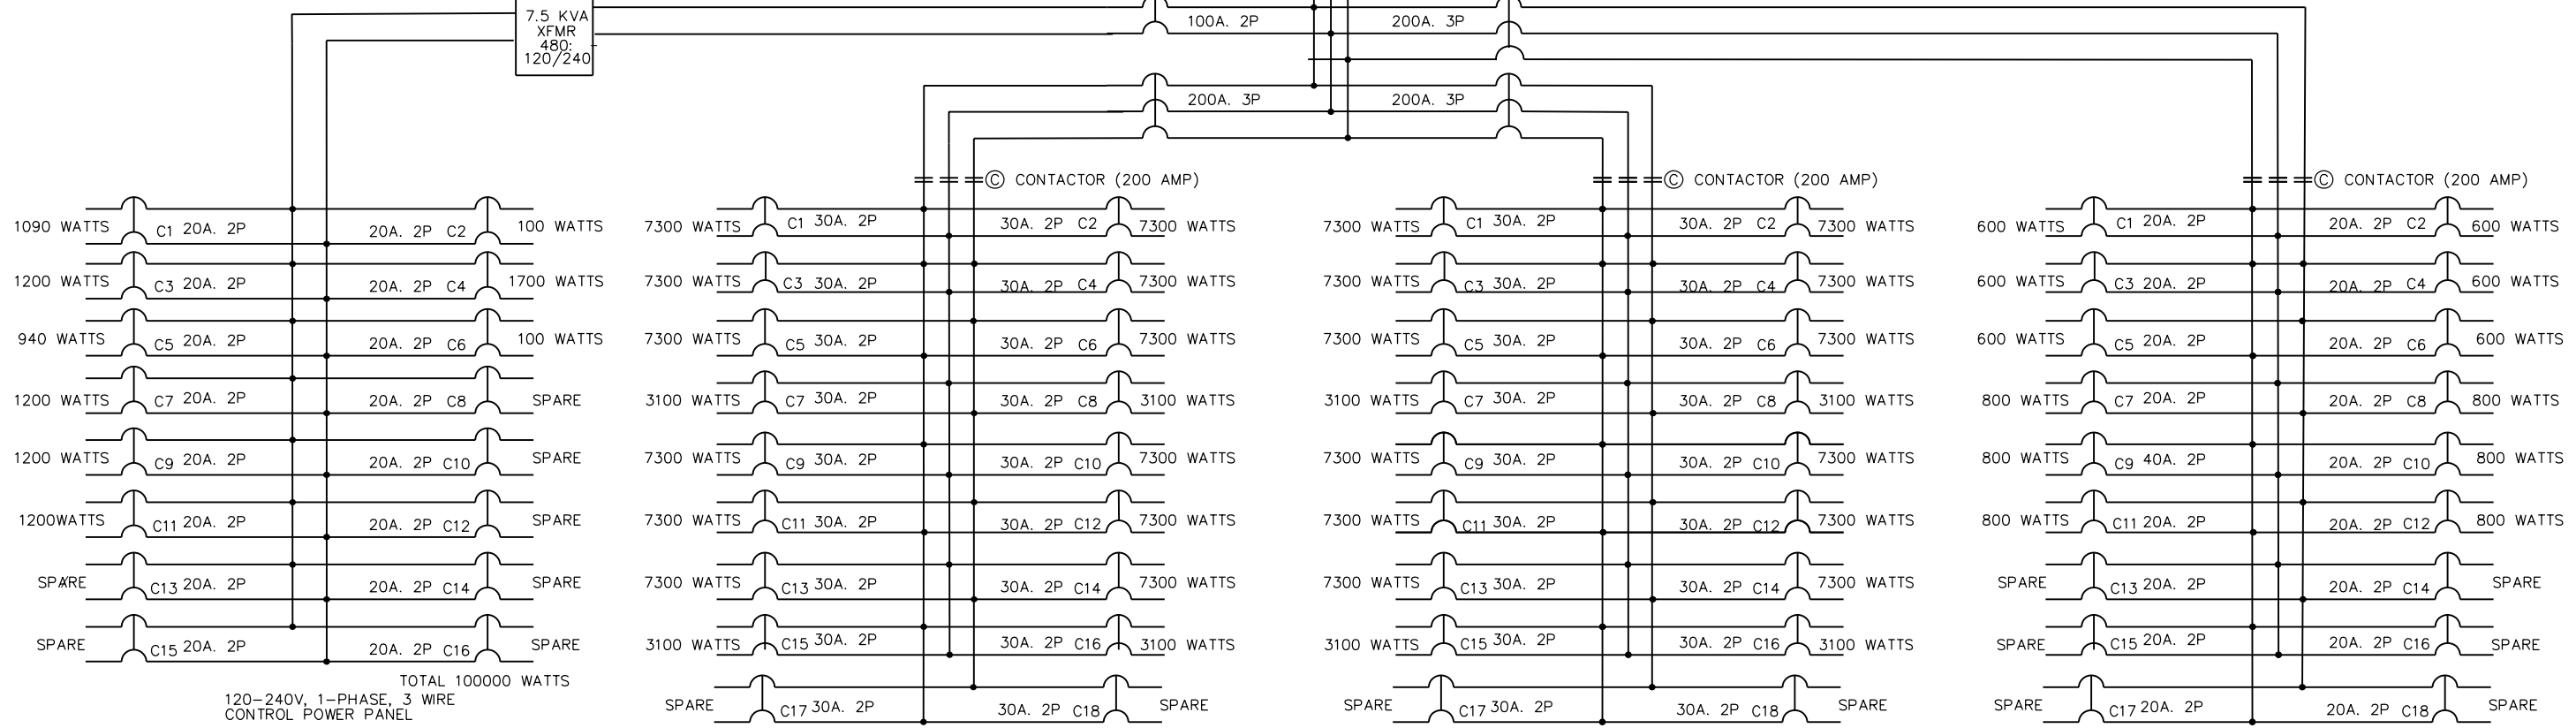 7.5 KVA
XFMR
480:
120/240
100A. 2P
200A. 3P
200A. 3P
200A. 3P
Ⓒ CONTACTOR (200 AMP)
Ⓒ CONTACTOR (200 AMP)
Ⓒ CONTACTOR (200 AMP)
1090 WATTS C1 20A. 2P 20A. 2P C2 100 WATTS
1200 WATTS C3 20A. 2P 20A. 2P C4 1700 WATTS
940 WATTS C5 20A. 2P 20A. 2P C6 100 WATTS
1200 WATTS C7 20A. 2P 20A. 2P C8 SPARE
1200 WATTS C9 20A. 2P 20A. 2P C10 SPARE
1200WATTS C11 20A. 2P 20A. 2P C12 SPARE
SPARE C13 20A. 2P 20A. 2P C14 SPARE
SPARE C15 20A. 2P 20A. 2P C16 SPARE
TOTAL 100000 WATTS
120-240V, 1-PHASE, 3 WIRE
CONTROL POWER PANEL
7300 WATTS C1 30A. 2P 30A. 2P C2 7300 WATTS
7300 WATTS C3 30A. 2P 30A. 2P C4 7300 WATTS
7300 WATTS C5 30A. 2P 30A. 2P C6 7300 WATTS
3100 WATTS C7 30A. 2P 30A. 2P C8 3100 WATTS
7300 WATTS C9 30A. 2P 30A. 2P C10 7300 WATTS
7300 WATTS C11 30A. 2P 30A. 2P C12 7300 WATTS
7300 WATTS C13 30A. 2P 30A. 2P C14 7300 WATTS
3100 WATTS C15 30A. 2P 30A. 2P C16 3100 WATTS
SPARE C17 30A. 2P 30A. 2P C18 SPARE
7300 WATTS C1 30A. 2P 30A. 2P C2 7300 WATTS
7300 WATTS C3 30A. 2P 30A. 2P C4 7300 WATTS
7300 WATTS C5 30A. 2P 30A. 2P C6 7300 WATTS
3100 WATTS C7 30A. 2P 30A. 2P C8 3100 WATTS
7300 WATTS C9 30A. 2P 30A. 2P C10 7300 WATTS
7300 WATTS C11 30A. 2P 30A. 2P C12 7300 WATTS
7300 WATTS C13 30A. 2P 30A. 2P C14 7300 WATTS
3100 WATTS C15 30A. 2P 30A. 2P C16 3100 WATTS
SPARE C17 30A. 2P 30A. 2P C18 SPARE
600 WATTS C1 20A. 2P 20A. 2P C2 600 WATTS
600 WATTS C3 20A. 2P 20A. 2P C4 600 WATTS
600 WATTS C5 20A. 2P 20A. 2P C6 600 WATTS
800 WATTS C7 20A. 2P 20A. 2P C8 800 WATTS
800 WATTS C9 40A. 2P 20A. 2P C10 800 WATTS
800 WATTS C11 20A. 2P 20A. 2P C12 800 WATTS
SPARE C13 20A. 2P 20A. 2P C14 SPARE
SPARE C15 20A. 2P 20A. 2P C16 SPARE
SPARE C17 20A. 2P 20A. 2P C18 SPARE